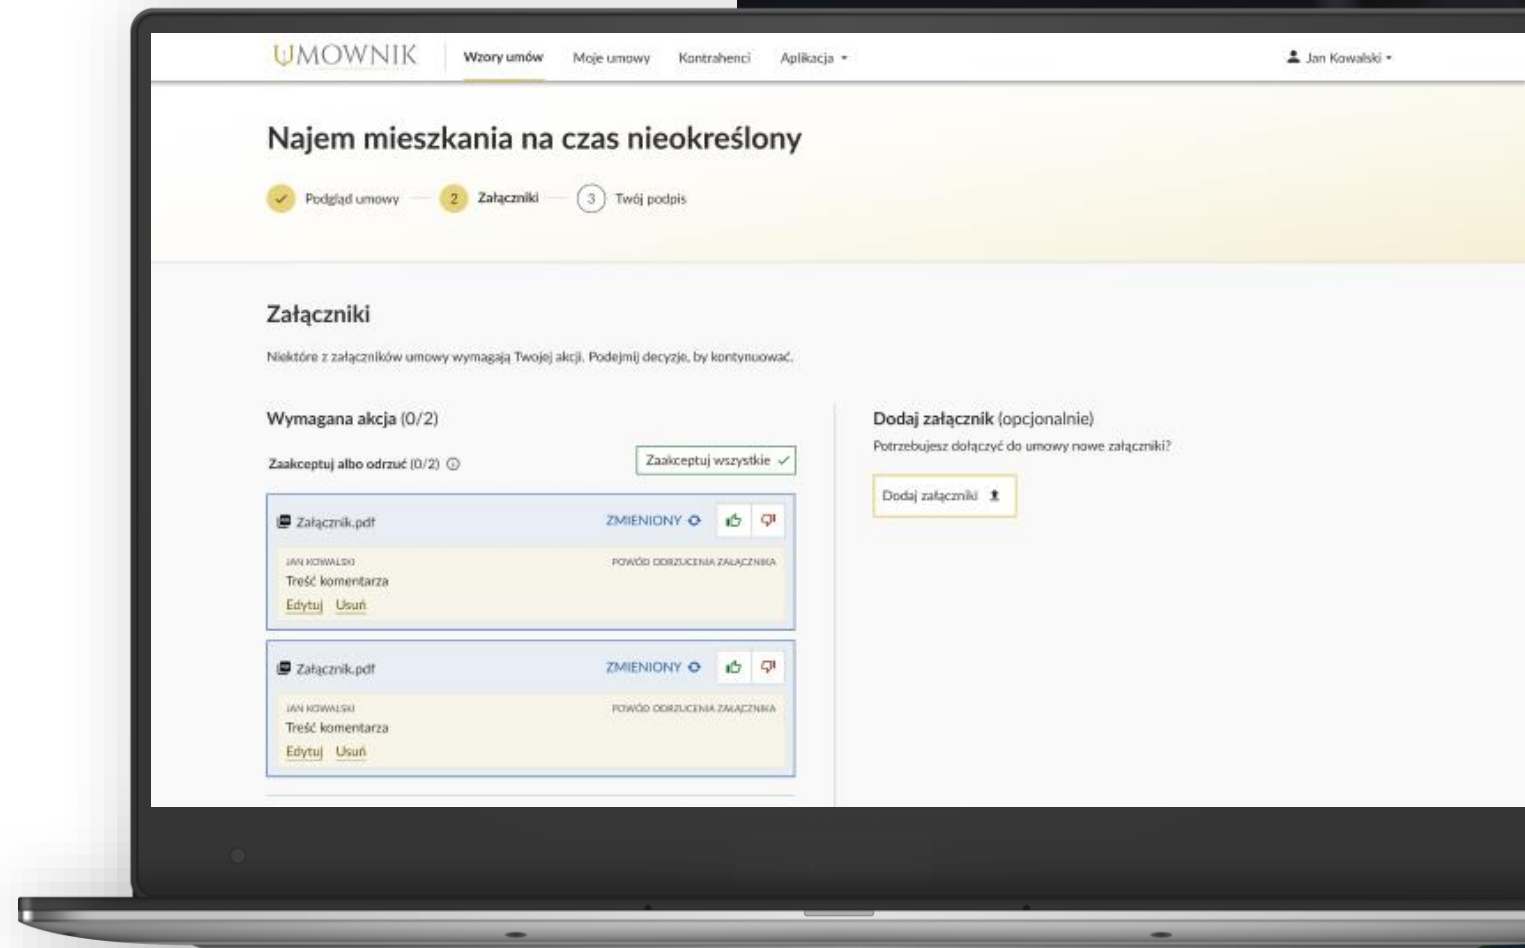 UMOWNIK
Wzory umów Moje umowy Kontrahenci Aplikacja
Jan Kowalski
Najem mieszkania na czas nieokreślony
Podgląd umowy 2 Załączniki 3 Twój podpis
Załączniki
Niektóre z załączników umowy wymagają Twojej akcji. Podejmij decyzje, by kontynuować.
Wymagana akcja (0/2)
Zaakceptuj albo odrzuć (0/2)
Zaakceptuj wszystkie
Załącznik.pdf ZMIENIONY
JAN KOWALSKI POWÓD ODRZUCENIA ZAŁĄCZNIKA
Treść komentarza
Edytuj Usuń
Załącznik.pdf ZMIENIONY
JAN KOWALSKI POWÓD ODRZUCENIA ZAŁĄCZNIKA
Treść komentarza
Edytuj Usuń
Dodaj załącznik (opcjonalnie)
Potrzebujesz dołączyć do umowy nowe załączniki?
Dodaj załączniki